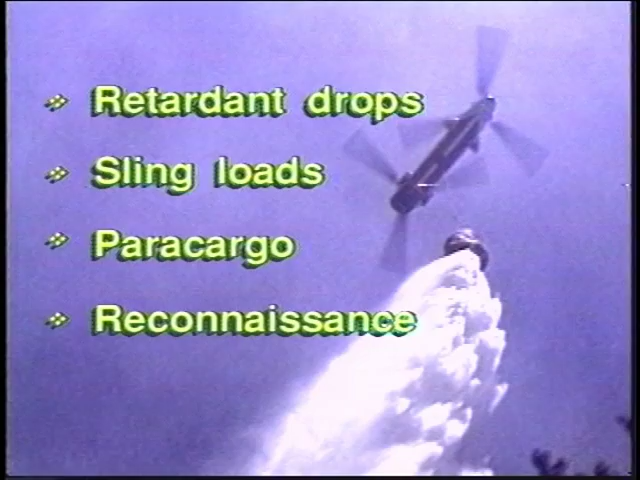 Retardant drops
Sling loads
Paracargo
Reconnaissance